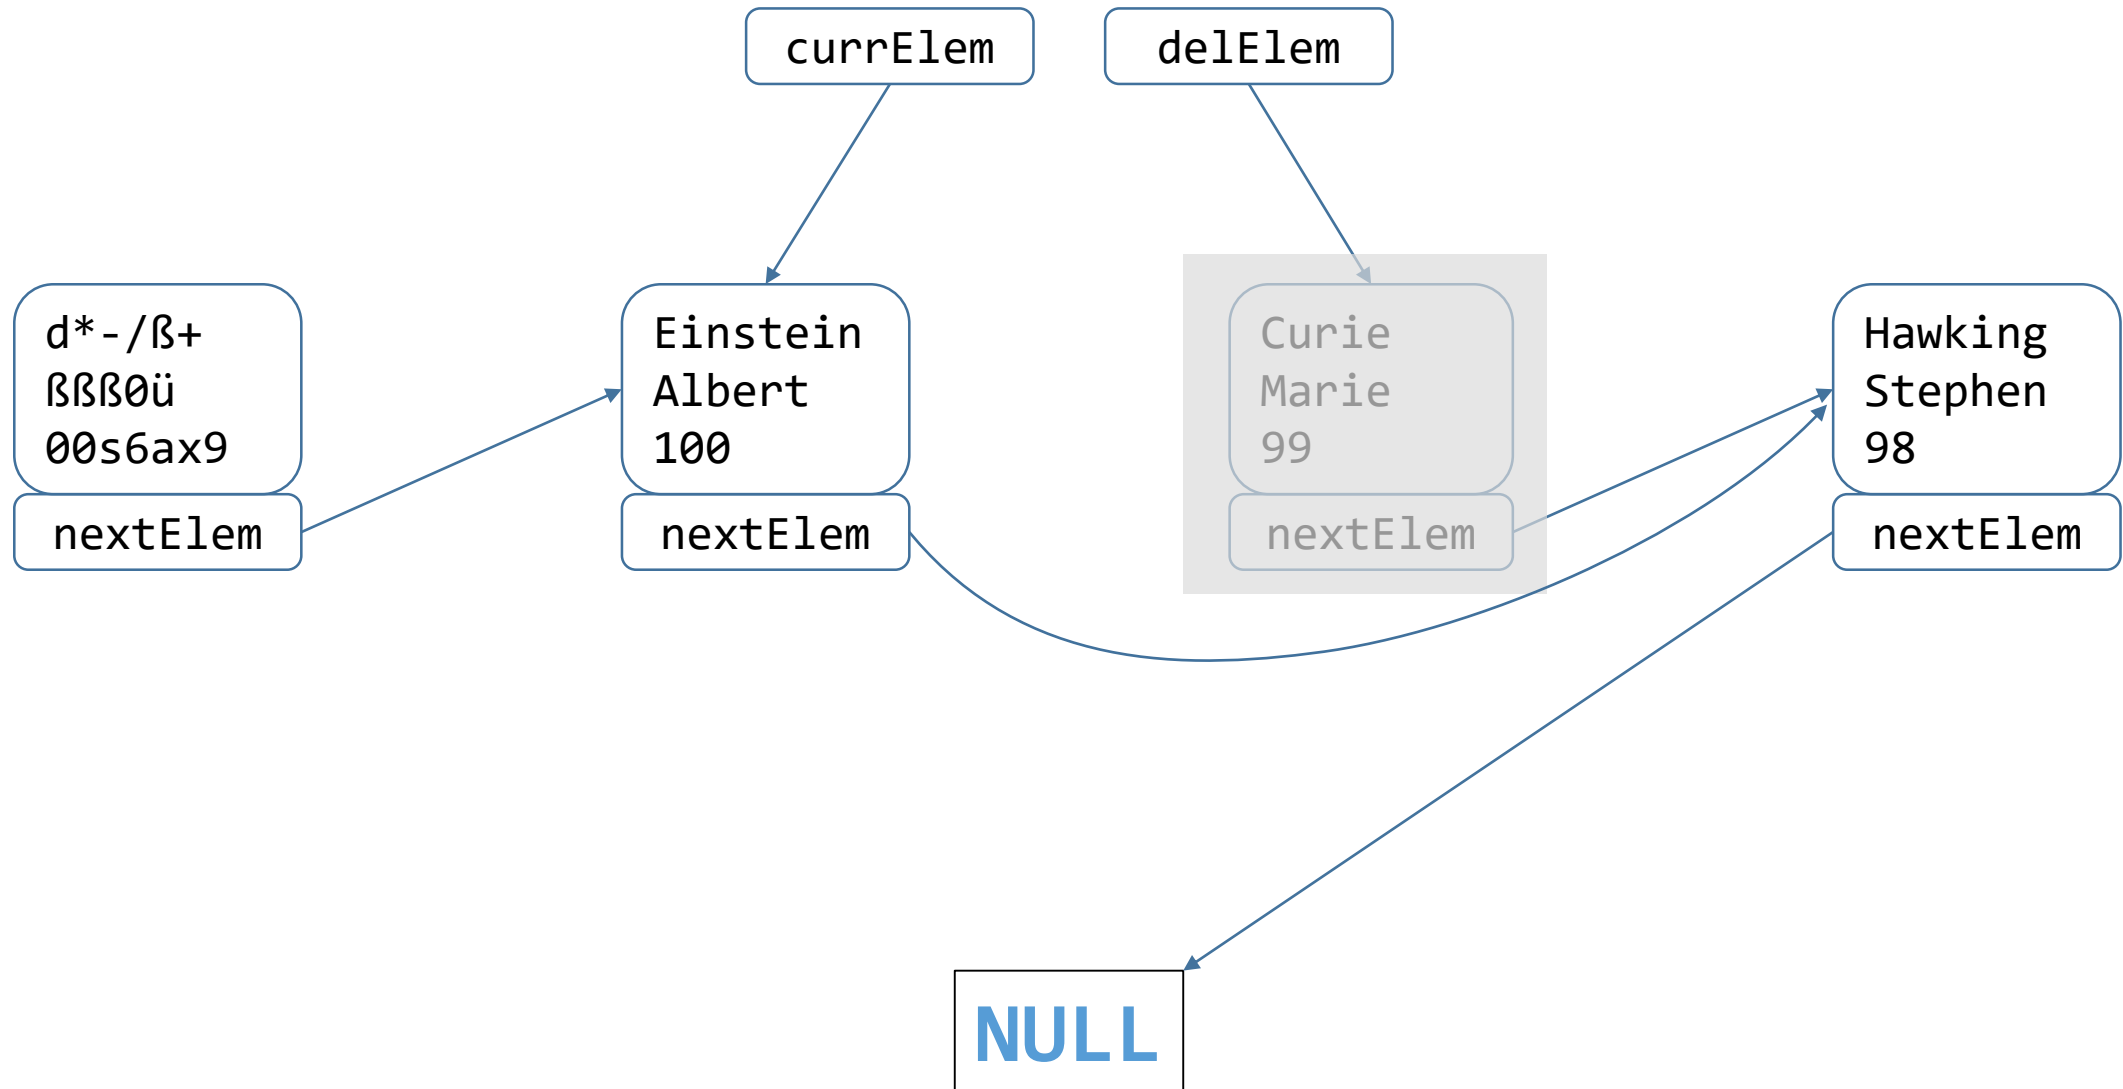 currElem
delElem
d*-/ß+
ßßß0ü
00s6ax9
nextElem
Einstein
Albert
100
nextElem
Curie
Marie
99
nextElem
Hawking
Stephen
98
nextElem
NULL